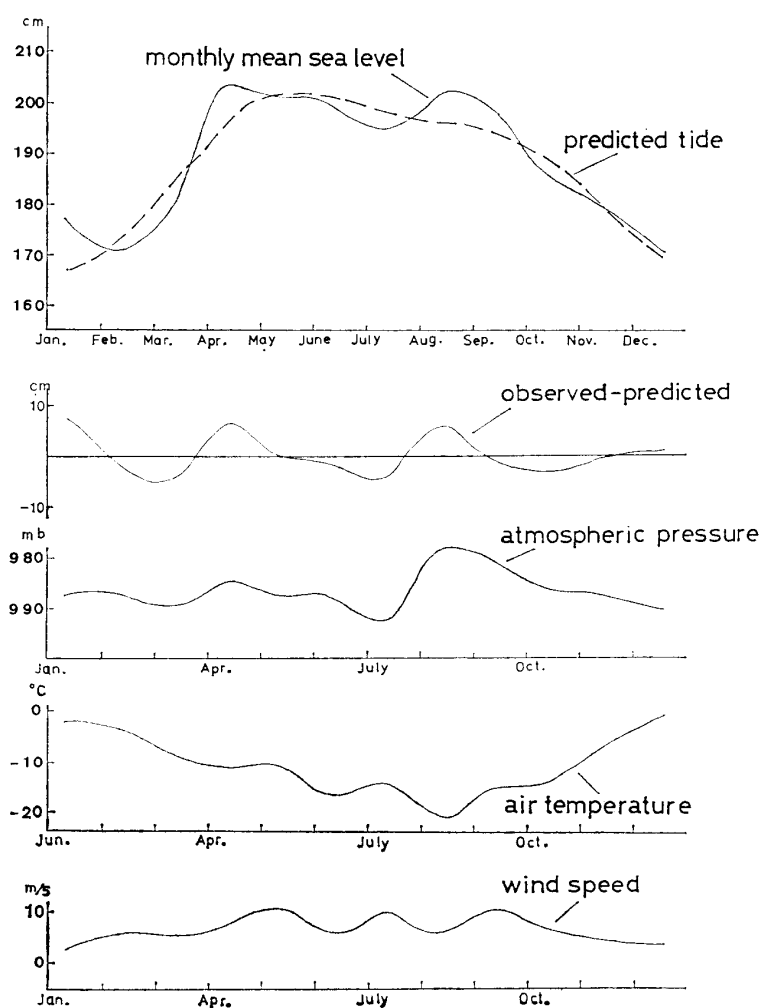 cm
210
monthly mean sea level
200
predicted tide
190
180
170
160
Jan. Feb. Mar. Apr. May June July Aug. Sep. Oct. Nov. Dec.
cm
10
observed-predicted
-10
mb
atmospheric pressure
980
990
Jan. Apr. July Oct.
°C
0
-10
air temperature
-20
Jun. Apr. July Oct.
m/s
wind speed
10
0
Jan. Apr. July Oct.